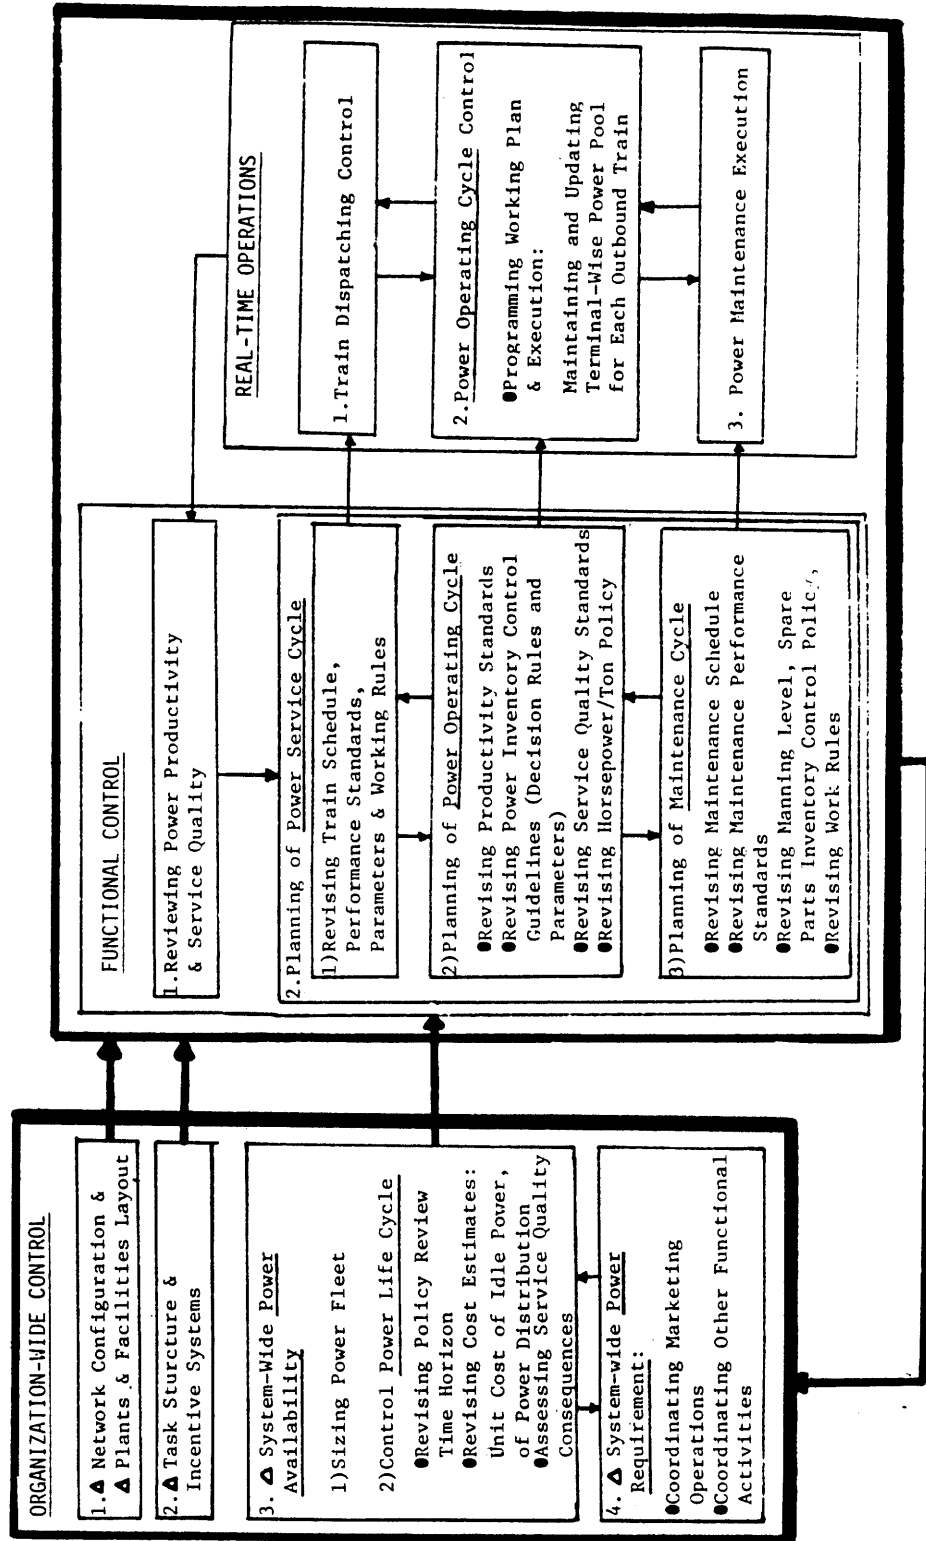 ORGANIZATION-WIDE CONTROL
1. Network Configuration &
Plants & Facilities Layout
2. Task Sturcture &
Incentive Systems
3. System-Wide Power
Availability
1)Sizing Power Fleet
2)Control Power Life Cycle
●Revising Policy Review
Time Horizon
●Revising Cost Estimates:
Unit Cost of Idle Power,
of Power Distribution
●Assessing Service Quality
Consequences
4. System-wide Power
Requirement:
●Coordinating Marketing
Operations
●Coordinating Other Functional
Activities
FUNCTIONAL CONTROL
1.Reviewing Power Productivity
& Service Quality
2.Planning of Power Service Cycle
1)Revising Train Schedule,
Performance Standards,
Parameters & Working Rules
2)Planning of Power Operating Cycle
●Revising Productivity Standards
●Revising Power Inventory Control
Guidelines (Decision Rules and
Parameters)
●Revising Service Quality Standards
●Revising Horsepower/Ton Policy
3)Planning of Maintenance Cycle
●Revising Maintenance Schedule
●Revising Maintenance Performance
Standards
●Revising Manning Level, Spare
Parts Inventory Control Policy,
●Revising Work Rules
REAL-TIME OPERATIONS
1.Train Dispatching Control
2.Power Operating Cycle Control
●Programming Working Plan
& Execution:
Maintaining and Updating
Terminal-Wise Power Pool
for Each Outbound Train
3. Power Maintenance Execution